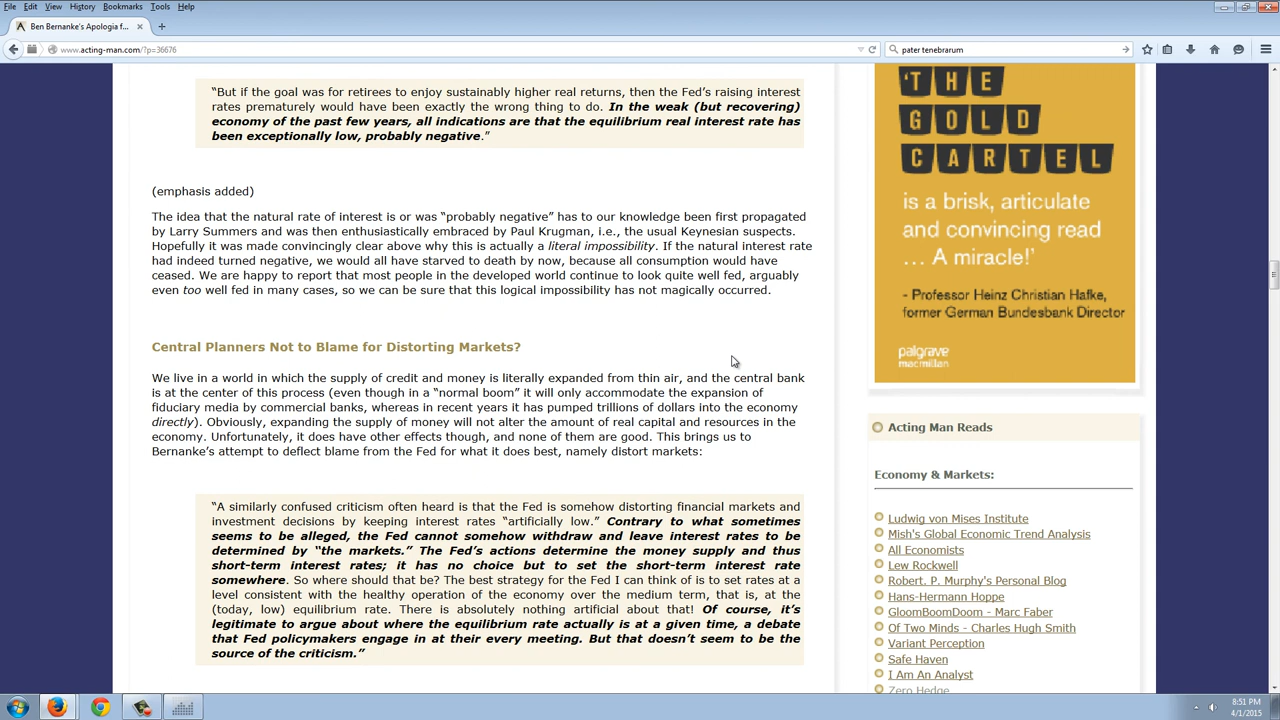 File Edit View History Bookmarks Tools Help
Ben Bernanke's Apologia f...
www.acting-man.com/?p=36676
pater tenebrarum
“But if the goal was for retirees to enjoy sustainably higher real returns, then the Fed’s raising interest
rates prematurely would have been exactly the wrong thing to do. In the weak (but recovering)
economy of the past few years, all indications are that the equilibrium real interest rate has
been exceptionally low, probably negative.”
(emphasis added)
The idea that the natural rate of interest is or was “probably negative” has to our knowledge been first propagated
by Larry Summers and was then enthusiastically embraced by Paul Krugman, i.e., the usual Keynesian suspects.
Hopefully it was made convincingly clear above why this is actually a literal impossibility. If the natural interest rate
had indeed turned negative, we would all have starved to death by now, because all consumption would have
ceased. We are happy to report that most people in the developed world continue to look quite well fed, arguably
even too well fed in many cases, so we can be sure that this logical impossibility has not magically occurred.
Central Planners Not to Blame for Distorting Markets?
We live in a world in which the supply of credit and money is literally expanded from thin air, and the central bank
is at the center of this process (even though in a “normal boom” it will only accommodate the expansion of
fiduciary media by commercial banks, whereas in recent years it has pumped trillions of dollars into the economy
directly). Obviously, expanding the supply of money will not alter the amount of real capital and resources in the
economy. Unfortunately, it does have other effects though, and none of them are good. This brings us to
Bernanke’s attempt to deflect blame from the Fed for what it does best, namely distort markets:
“A similarly confused criticism often heard is that the Fed is somehow distorting financial markets and
investment decisions by keeping interest rates “artificially low.” Contrary to what sometimes
seems to be alleged, the Fed cannot somehow withdraw and leave interest rates to be
determined by “the markets.” The Fed’s actions determine the money supply and thus
short-term interest rates; it has no choice but to set the short-term interest rate
somewhere. So where should that be? The best strategy for the Fed I can think of is to set rates at a
level consistent with the healthy operation of the economy over the medium term, that is, at the
(today, low) equilibrium rate. There is absolutely nothing artificial about that! Of course, it’s
legitimate to argue about where the equilibrium rate actually is at a given time, a debate
that Fed policymakers engage in at their every meeting. But that doesn’t seem to be the
source of the criticism.”
‘THE
GOLD
CARTEL
is a brisk, articulate
and convincing read
... A miracle!’
- Professor Heinz Christian Hafke,
former German Bundesbank Director
palgrave
macmillan
Acting Man Reads
Economy & Markets:
Ludwig von Mises Institute
Mish's Global Economic Trend Analysis
All Economists
Lew Rockwell
Robert. P. Murphy's Personal Blog
Hans-Hermann Hoppe
GloomBoomDoom - Marc Faber
Of Two Minds - Charles Hugh Smith
Variant Perception
Safe Haven
I Am An Analyst
Zero Hedge
8:51 PM
4/1/2015